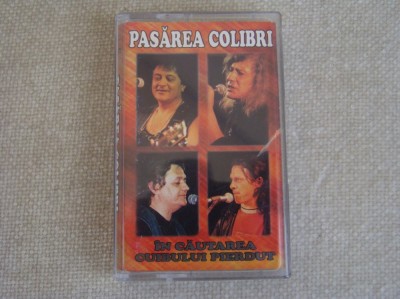 PASĂREA COLIBRI
ÎN CĂUTAREA
CUIBULUI PIERDUT